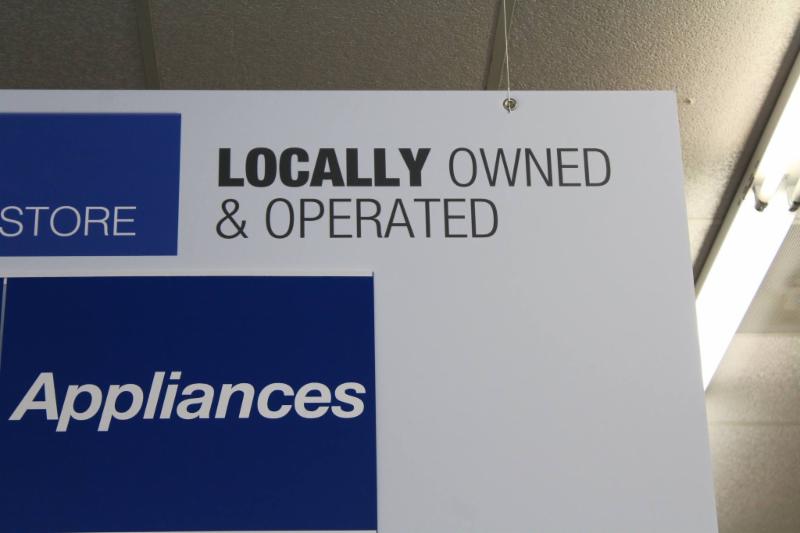 STORE
LOCALLY OWNED
& OPERATED
Appliances